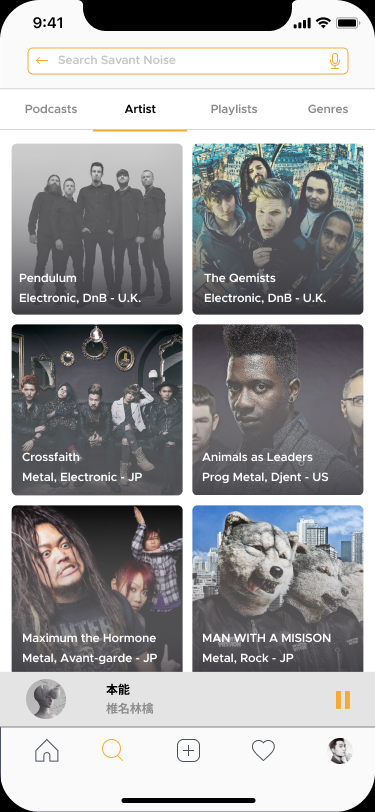 9:41
Search Savant Noise
Podcasts
Artist
Playlists
Genres
Pendulum
Electronic, DnB - U.K.
The Qemists
Electronic, DnB - U.K.
Crossfaith
Metal, Electronic - JP
Animals as Leaders
Prog Metal, Djent - US
Maximum the Hormone
Metal, Avant-garde - JP
MAN WITH A MISISON
Metal, Rock - JP
本能
椎名林檎